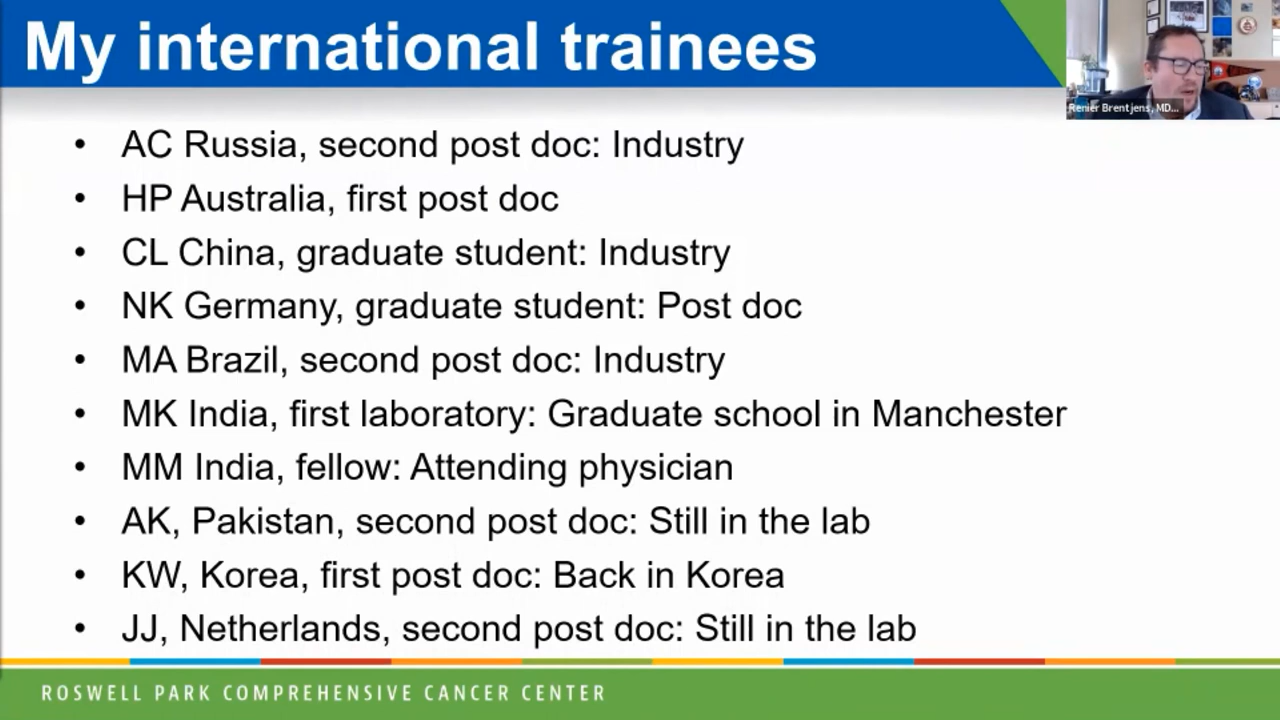 My international trainees
Renier Brentjens, MD...
• AC Russia, second post doc: Industry
• HP Australia, first post doc
• CL China, graduate student: Industry
• NK Germany, graduate student: Post doc
• MA Brazil, second post doc: Industry
• MK India, first laboratory: Graduate school in Manchester
• MM India, fellow: Attending physician
• AK, Pakistan, second post doc: Still in the lab
• KW, Korea, first post doc: Back in Korea
• JJ, Netherlands, second post doc: Still in the lab
ROSWELL PARK COMPREHENSIVE CANCER CENTER